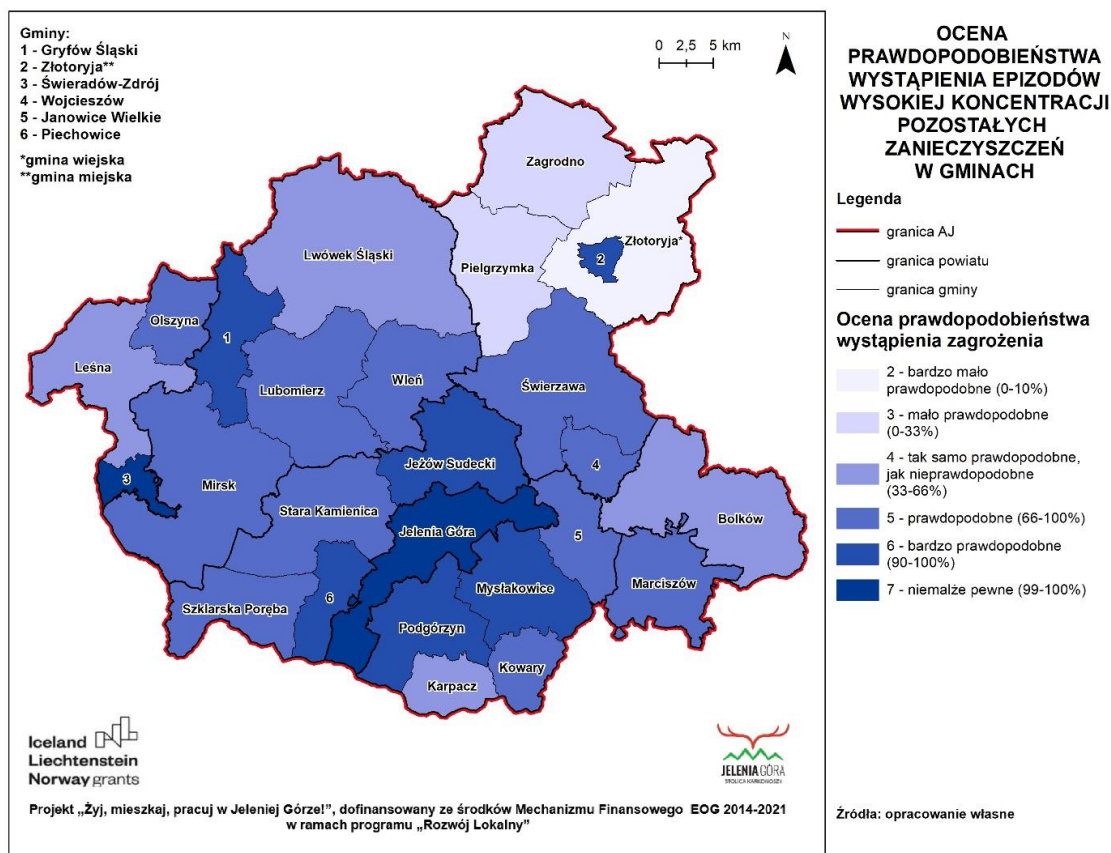 Gminy:
1 - Gryfów Śląski
2 - Złotoryja**
3 - Świeradów-Zdrój
4 - Wojcieszów
5 - Janowice Wielkie
6 - Piechowice
*gmina wiejska
**gmina miejska
0 2,5 5 km
N
Zagrodno
Złotoryja*
2
Pielgrzymka
Lwówek Śląski
Olszyna
1
Leśna
Lubomierz
Wleń
Świerzawa
4
Jeżów Sudecki
3
Mirsk
Stara Kamienica
Jelenia Góra
5
Bolków
Marciszów
Mysłakowice
6
Szklarska Poręba
Podgórzyn
Kowary
Karpacz
Iceland
Liechtenstein
Norway grants
JELENIA GÓRA
STOLICA KARKONOSZY
Projekt „Żyj, mieszkaj, pracuj w Jeleniej Górze!", dofinansowany ze środków Mechanizmu Finansowego EOG 2014-2021
w ramach programu „Rozwój Lokalny”
OCENA
PRAWDOPODOBIEŃSTWA
WYSTĄPIENIA EPIZODÓW
WYSOKIEJ KONCENTRACJI
POZOSTAŁYCH
ZANIECZYSZCZEŃ
W GMINACH
Legenda
granica AJ
granica powiatu
granica gminy
Ocena prawdopodobieństwa
wystąpienia zagrożenia
2 - bardzo mało
prawdopodobne (0-10%)
3 - mało prawdopodobne
(0-33%)
4 - tak samo prawdopodobne,
jak nieprawdopodobne
(33-66%)
5 - prawdopodobne (66-100%)
6 - bardzo prawdopodobne
(90-100%)
7 - niemalże pewne (99-100%)
Źródła: opracowanie własne